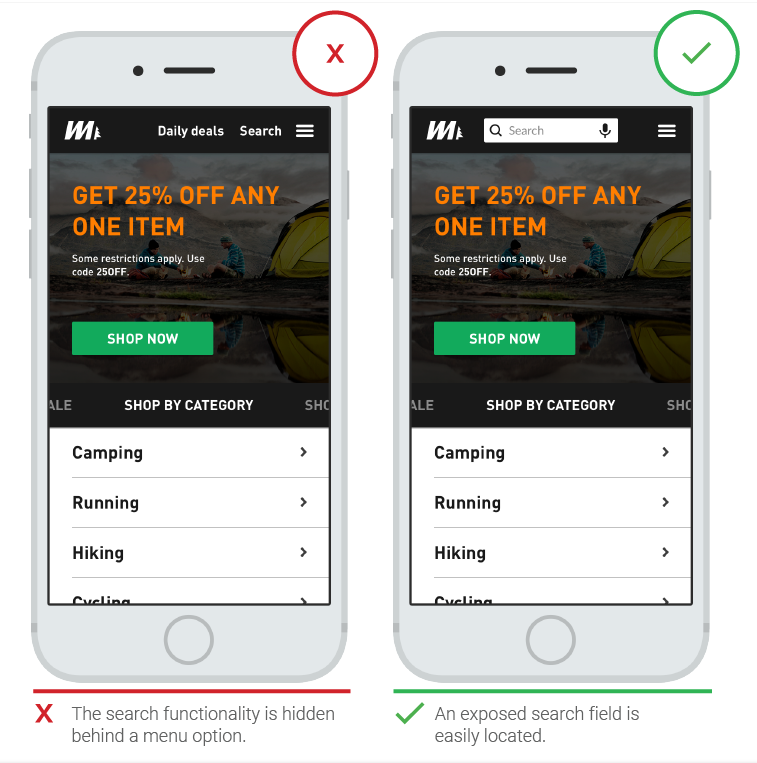 X
Daily deals Search
GET 25% OFF ANY
ONE ITEM
Some restrictions apply. Use
code 25OFF.
SHOP NOW
ALE SHOP BY CATEGORY SHO
Camping
Running
Hiking
Cycling
X The search functionality is hidden
behind a menu option.
Search
GET 25% OFF ANY
ONE ITEM
Some restrictions apply. Use
code 25OFF.
SHOP NOW
ALE SHOP BY CATEGORY SHO
Camping
Running
Hiking
Cycling
An exposed search field is
easily located.